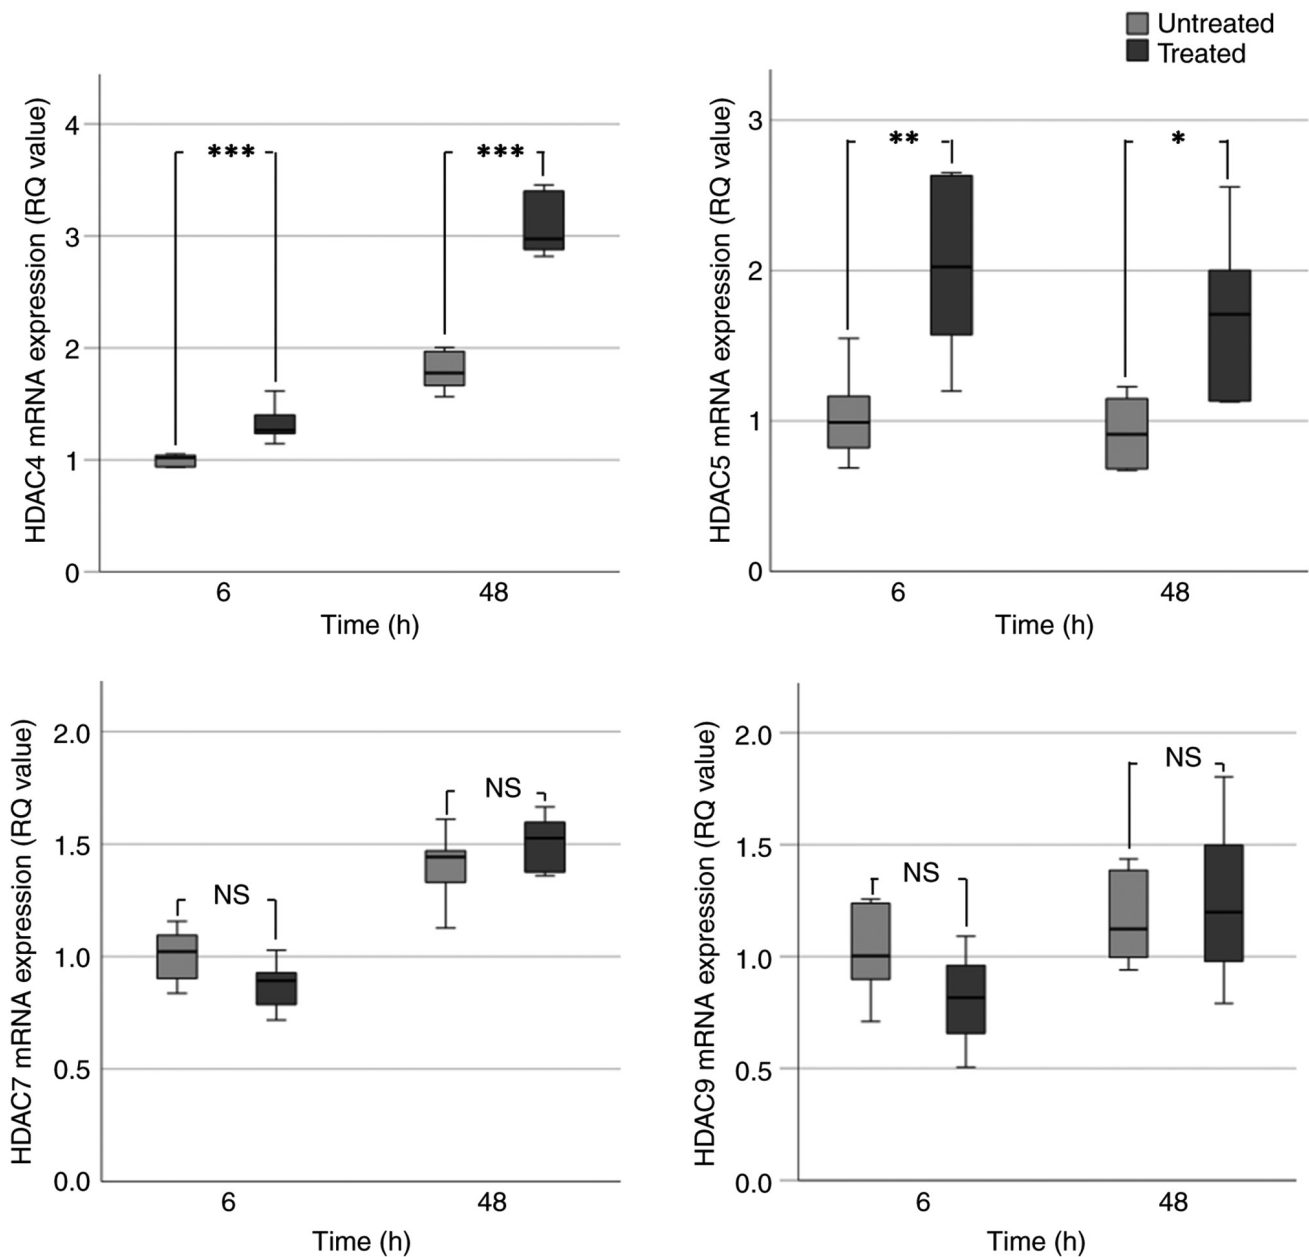 Untreated
Treated
HDAC4 mRNA expression (RQ value)
4
3
2
1
0
***
***
6
48
Time (h)
HDAC5 mRNA expression (RQ value)
3
2
1
0
**
*
6
48
Time (h)
HDAC7 mRNA expression (RQ value)
2.0
1.5
1.0
0.5
0.0
NS
NS
6
48
Time (h)
HDAC9 mRNA expression (RQ value)
2.0
1.5
1.0
0.5
0.0
NS
NS
6
48
Time (h)